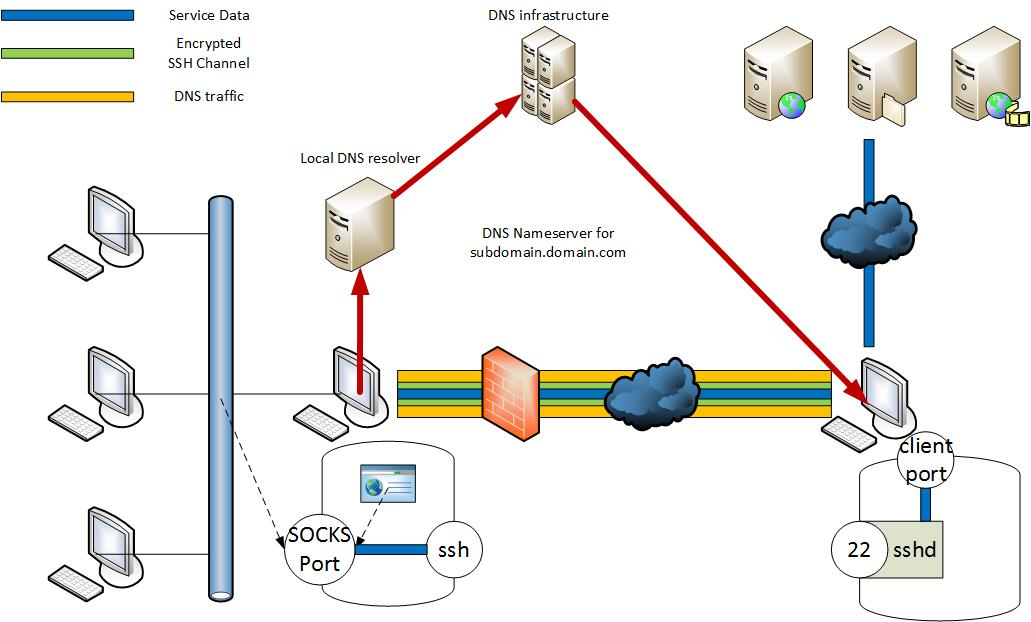 Service Data
Encrypted
SSH Channel
DNS traffic
DNS infrastructure
Local DNS resolver
DNS Nameserver for
subdomain.domain.com
SOCKS
Port
ssh
client
port
22
sshd